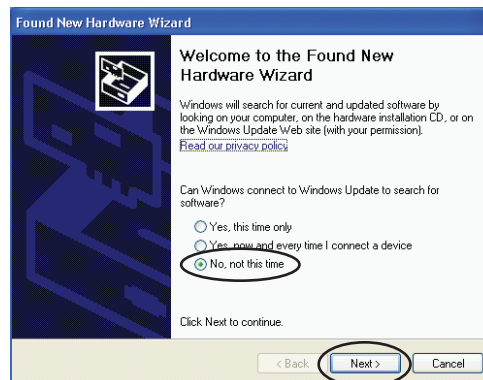 Found New Hardware Wizard
Welcome to the Found New
Hardware Wizard
Windows will search for current and updated software by
looking on your computer, on the hardware installation CD, or on
the Windows Update Web site (with your permission).
Read our privacy policy
Can Windows connect to Windows Update to search for
software?
Yes, this time only
Yes, now and every time I connect a device
No, not this time
Click Next to continue.
< Back
Next >
Cancel